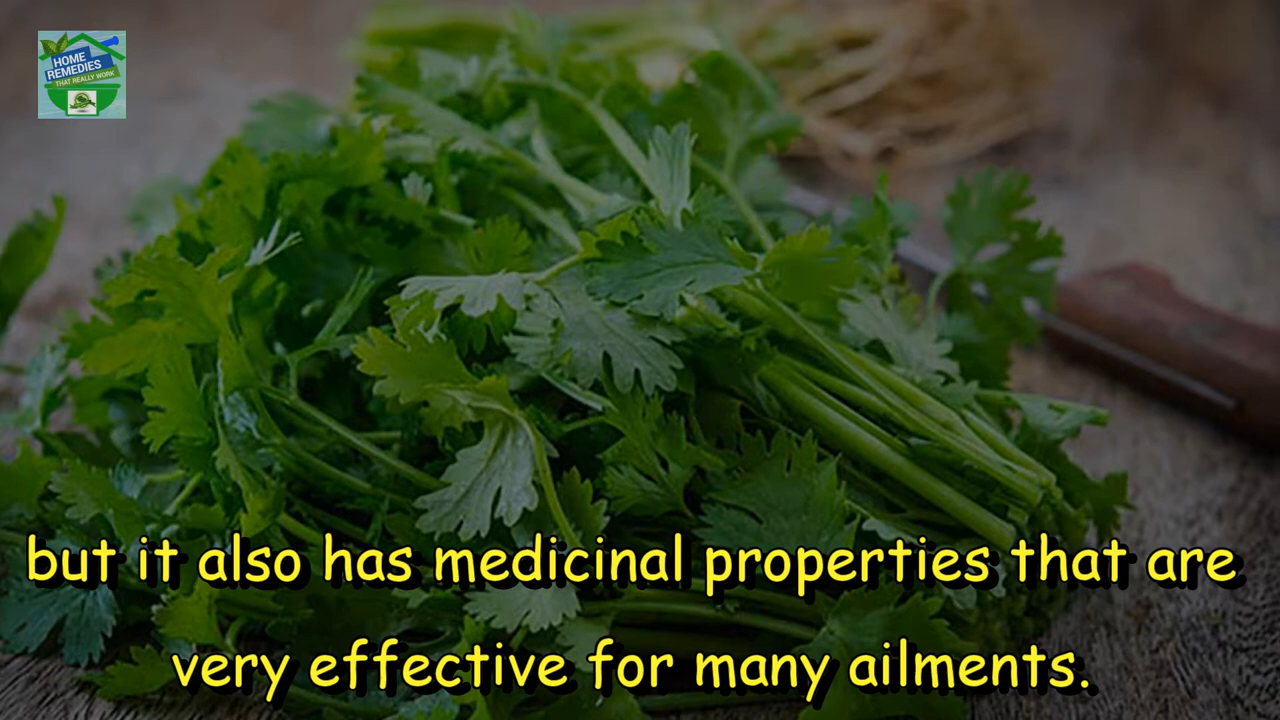 HOME
REMEDIES
THAT REALLY WORK
but it also has medicinal properties that are
very effective for many ailments.